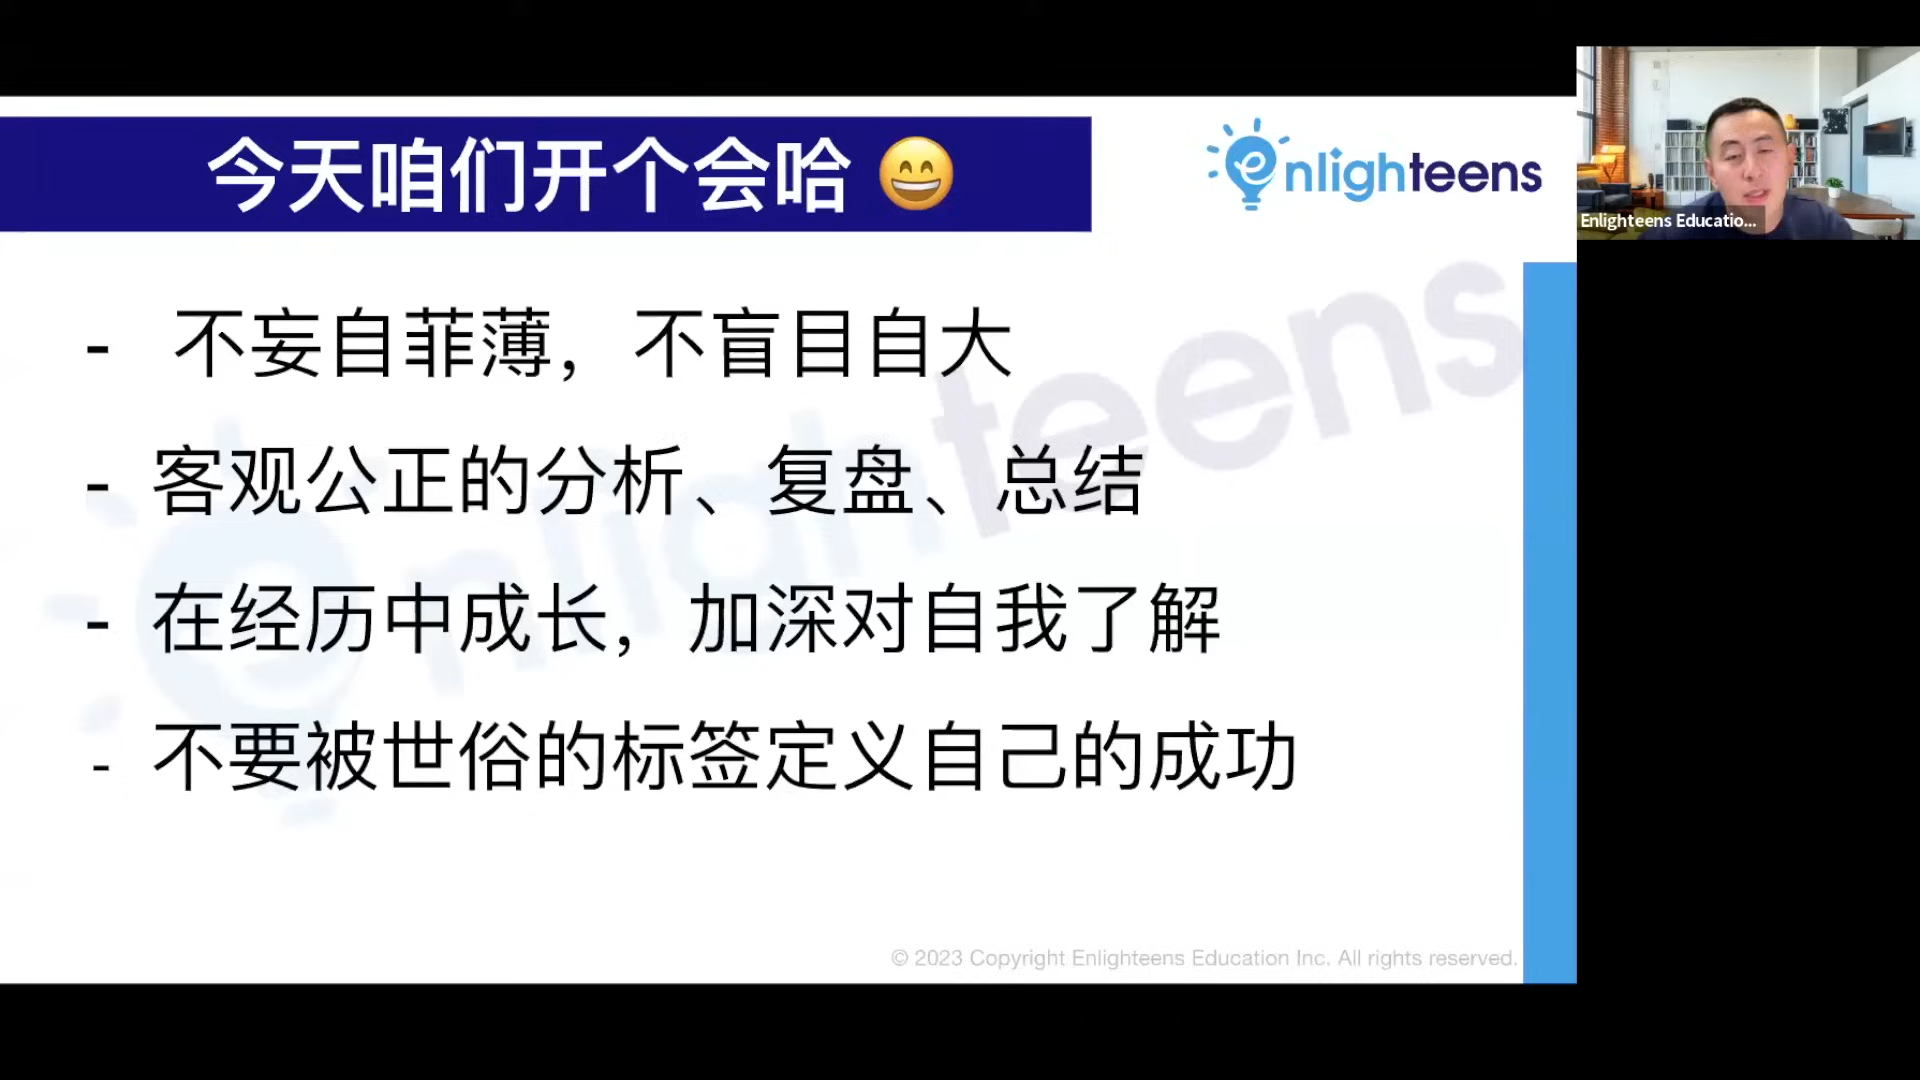 今天咱们开个会哈 😄
enlighteens
Enlighteens Educatio...
- 不妄自菲薄，不盲目自大
- 客观公正的分析、复盘、总结
- 在经历中成长，加深对自我了解
- 不要被世俗的标签定义自己的成功
enlighteens
© 2023 Copyright Enlighteens Education Inc. All rights reserved.